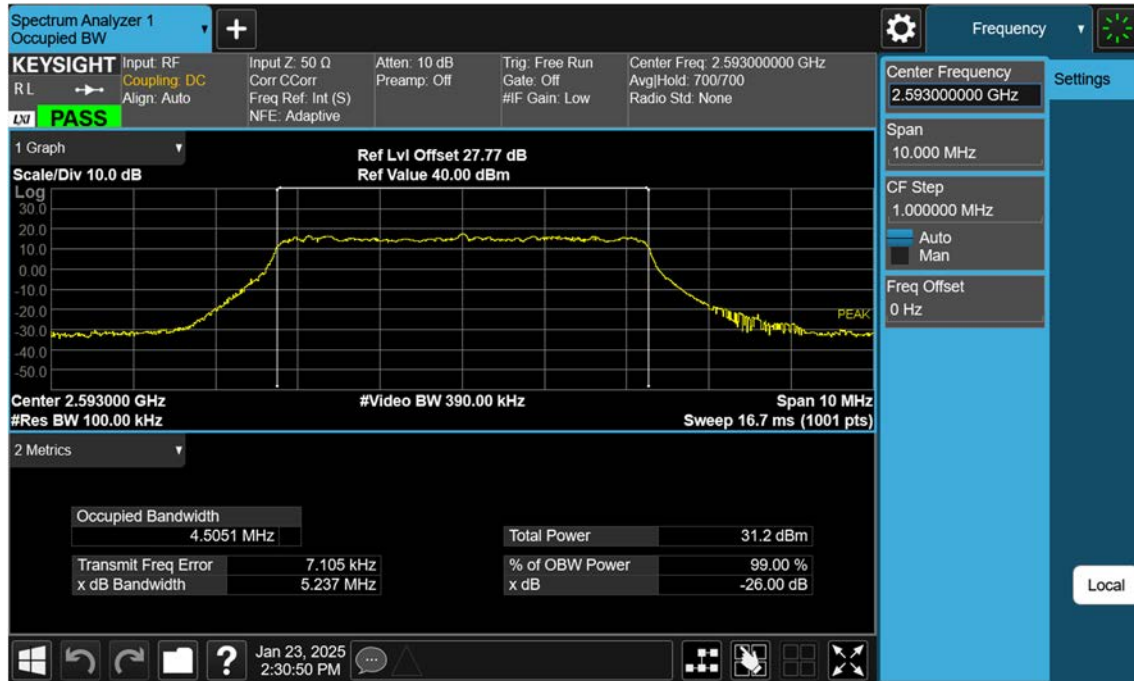 Spectrum Analyzer 1
Occupied BW
Frequency
KEYSIGHT
RL
LXI PASS
Input: RF
Coupling: DC
Align: Auto
Input Z: 50 Ω
Corr CCorr
Freq Ref: Int (S)
NFE: Adaptive
Atten: 10 dB
Preamp: Off
Trig: Free Run
Gate: Off
#IF Gain: Low
Center Freq: 2.593000000 GHz
Avg|Hold: 700/700
Radio Std: None
Center Frequency
2.593000000 GHz
Settings
Span
10.000 MHz
CF Step
1.000000 MHz
Auto
Man
Freq Offset
0 Hz
Local
1 Graph
Scale/Div 10.0 dB
Ref Lvl Offset 27.77 dB
Ref Value 40.00 dBm
Log
30.0
20.0
10.0
0.00
-10.0
-20.0
-30.0
-40.0
-50.0
PEAK
Center 2.593000 GHz
#Video BW 390.00 kHz
Span 10 MHz
#Res BW 100.00 kHz
Sweep 16.7 ms (1001 pts)
2 Metrics
Occupied Bandwidth
4.5051 MHz
Total Power 31.2 dBm
Transmit Freq Error 7.105 kHz
% of OBW Power 99.00 %
x dB Bandwidth 5.237 MHz
x dB -26.00 dB
?
Jan 23, 2025
2:30:50 PM